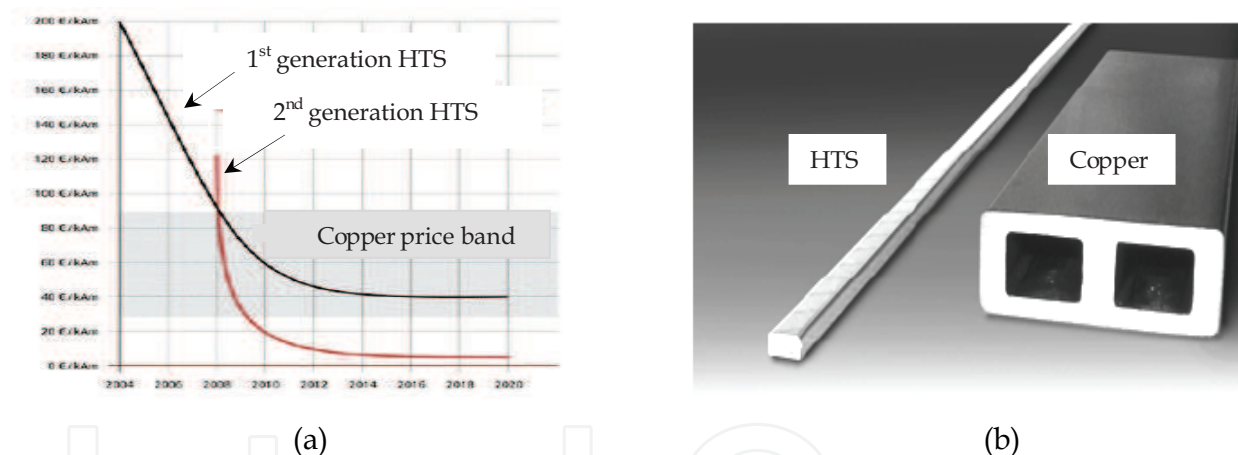 200 €/kAm
180 €/kAm
160 €/kAm
140 €/kAm
120 €/kAm
100 €/kAm
80 €/kAm
60 €/kAm
40 €/kAm
20 €/kAm
0 €/kAm
1st generation HTS
2nd generation HTS
Copper price band
2004 2006 2008 2010 2012 2014 2016 2018 2020
(a)
HTS
Copper
(b)